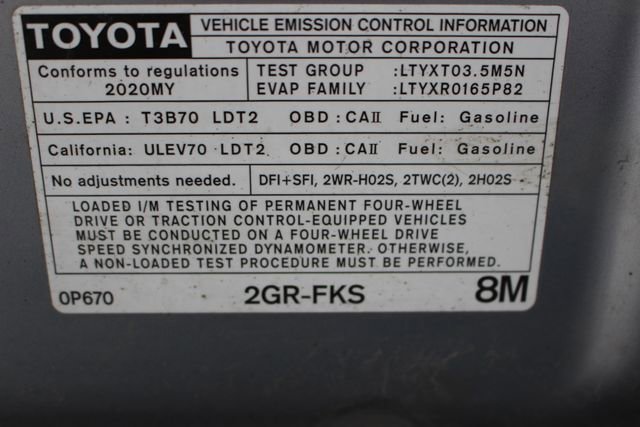 TOYOTA VEHICLE EMISSION CONTROL INFORMATION
TOYOTA MOTOR CORPORATION
Conforms to regulations
2020MY
TEST GROUP :LTYXT03.5M5N
EVAP FAMILY :LTYXR0165P82
U.S.EPA : T3B70 LDT2 OBD : CAII Fuel: Gasoline
California: ULEV70 LDT2 OBD : CAII Fuel: Gasoline
No adjustments needed. DFI+SFI, 2WR-H02S, 2TWC(2), 2H02S
LOADED I/M TESTING OF PERMANENT FOUR-WHEEL
DRIVE OR TRACTION CONTROL-EQUIPPED VEHICLES
MUST BE CONDUCTED ON A FOUR-WHEEL DRIVE
SPEED SYNCHRONIZED DYNAMOMETER. OTHERWISE,
A NON-LOADED TEST PROCEDURE MUST BE PERFORMED.
0P670 2GR-FKS 8M